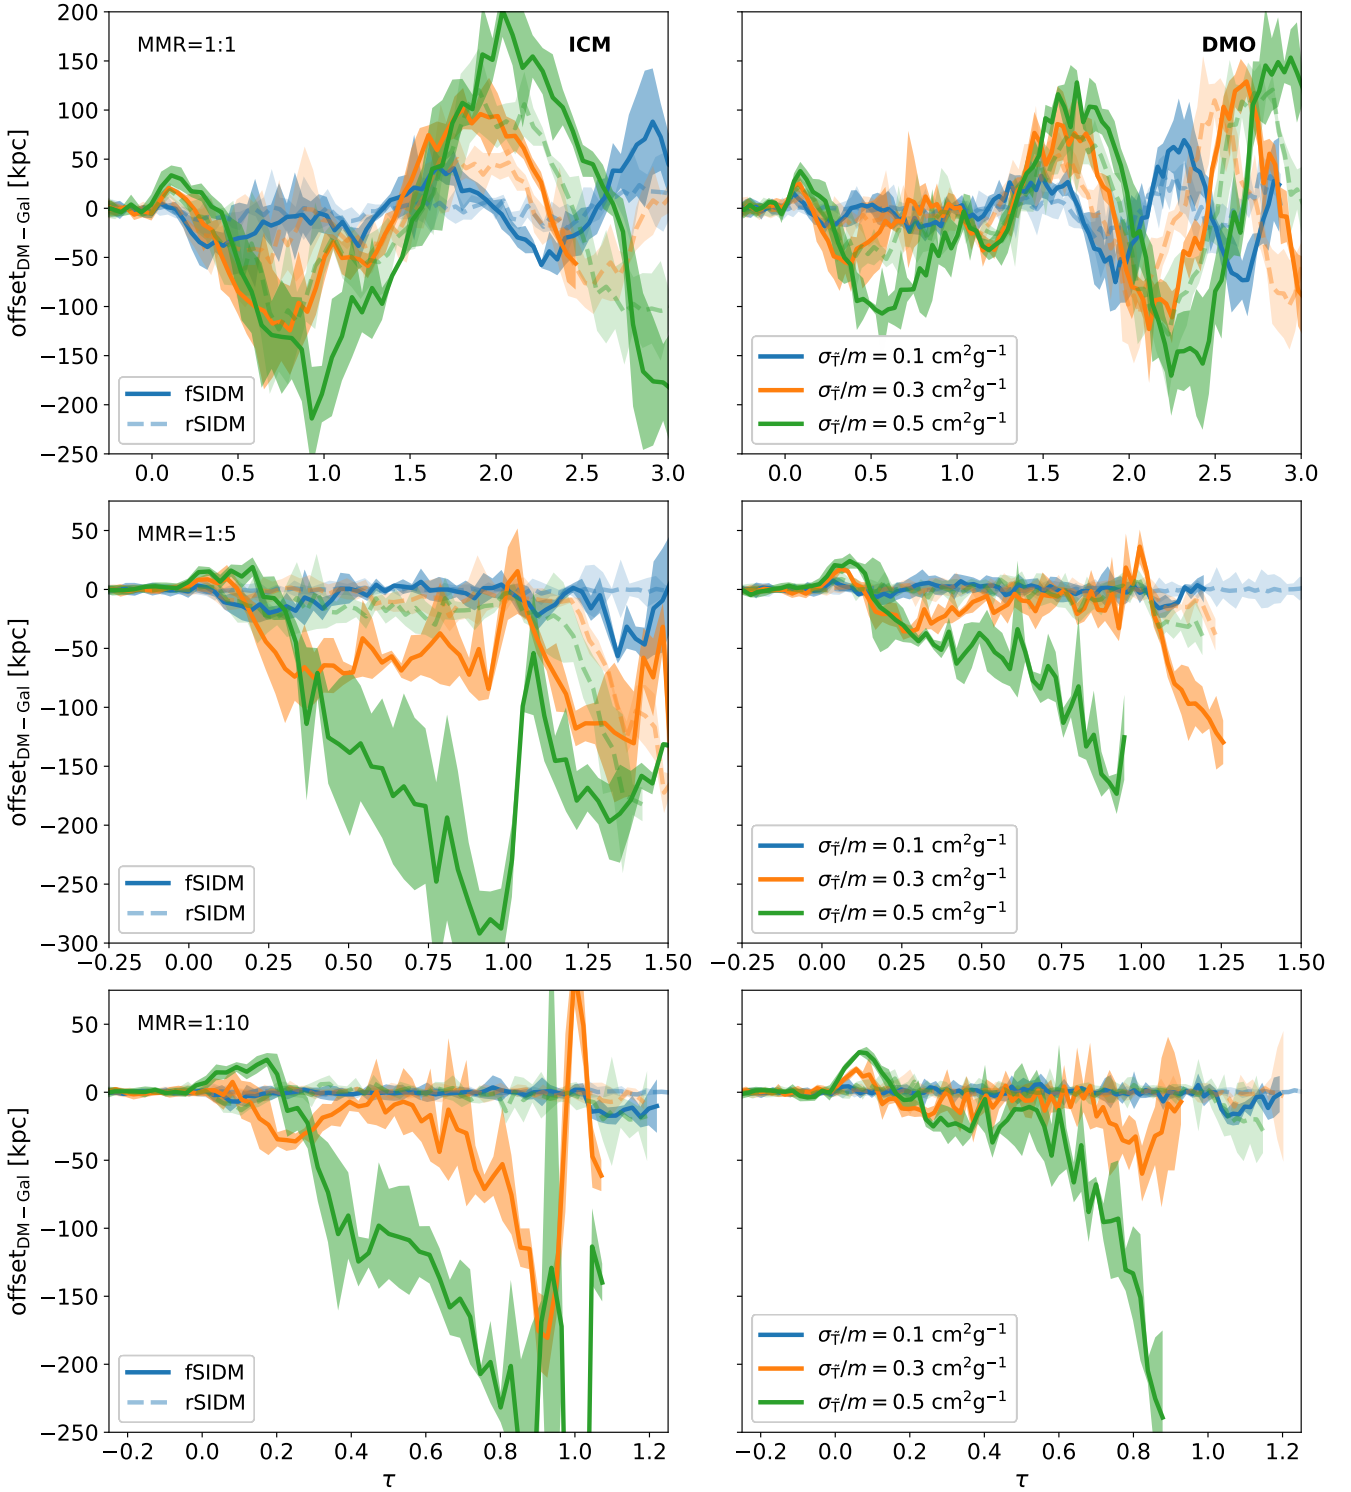 MMR=1:1
ICM
offset_DM−Gal [kpc]
200
150
100
50
0
−50
−100
−150
−200
−250
fSIDM
rSIDM
0.0 0.5 1.0 1.5 2.0 2.5 3.0
DMO
σ_T̃/m = 0.1 cm²g⁻¹
σ_T̃/m = 0.3 cm²g⁻¹
σ_T̃/m = 0.5 cm²g⁻¹
0.0 0.5 1.0 1.5 2.0 2.5 3.0
MMR=1:5
offset_DM−Gal [kpc]
50
0
−50
−100
−150
−200
−250
−300
fSIDM
rSIDM
−0.25 0.00 0.25 0.50 0.75 1.00 1.25 1.50
σ_T̃/m = 0.1 cm²g⁻¹
σ_T̃/m = 0.3 cm²g⁻¹
σ_T̃/m = 0.5 cm²g⁻¹
−0.25 0.00 0.25 0.50 0.75 1.00 1.25 1.50
MMR=1:10
offset_DM−Gal [kpc]
50
0
−50
−100
−150
−200
−250
fSIDM
rSIDM
−0.2 0.0 0.2 0.4 0.6 0.8 1.0 1.2
τ
σ_T̃/m = 0.1 cm²g⁻¹
σ_T̃/m = 0.3 cm²g⁻¹
σ_T̃/m = 0.5 cm²g⁻¹
−0.2 0.0 0.2 0.4 0.6 0.8 1.0 1.2
τ